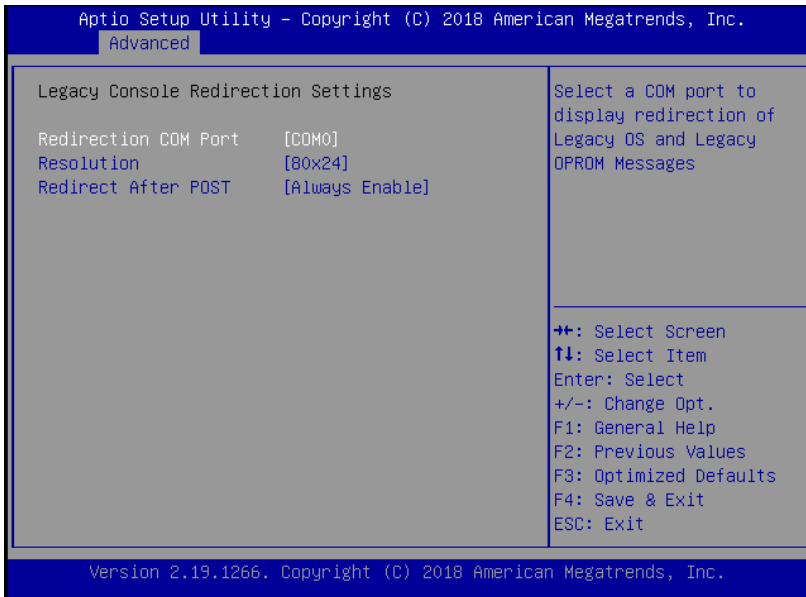 Aptio Setup Utility – Copyright (C) 2018 American Megatrends, Inc.
Advanced
Legacy Console Redirection Settings
Redirection COM Port [COM0]
Resolution [80x24]
Redirect After POST [Always Enable]
Select a COM port to
display redirection of
Legacy OS and Legacy
OPROM Messages
→←: Select Screen
↑↓: Select Item
Enter: Select
+/-: Change Opt.
F1: General Help
F2: Previous Values
F3: Optimized Defaults
F4: Save & Exit
ESC: Exit
Version 2.19.1266. Copyright (C) 2018 American Megatrends, Inc.